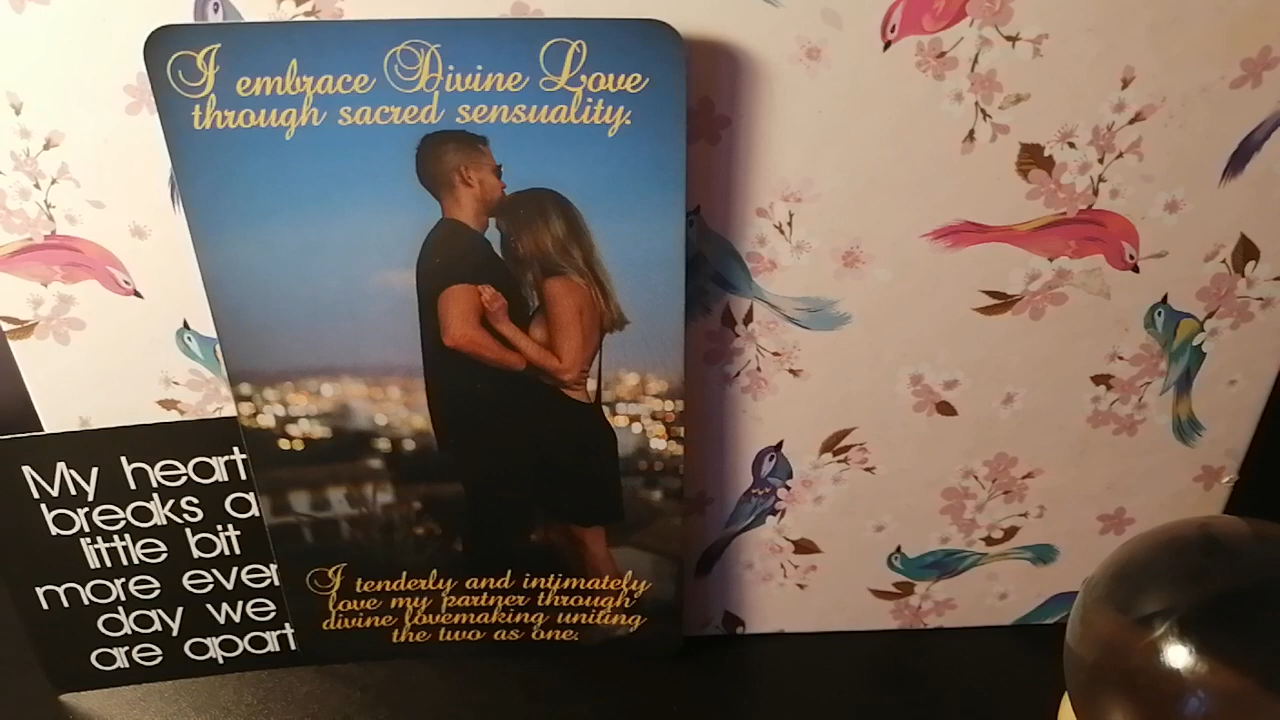 I embrace Divine Love
through sacred sensuality.
I tenderly and intimately
love my partner through
divine lovemaking uniting
the two as one.
My heart
breaks a
little bit
more ever
day we
are apart